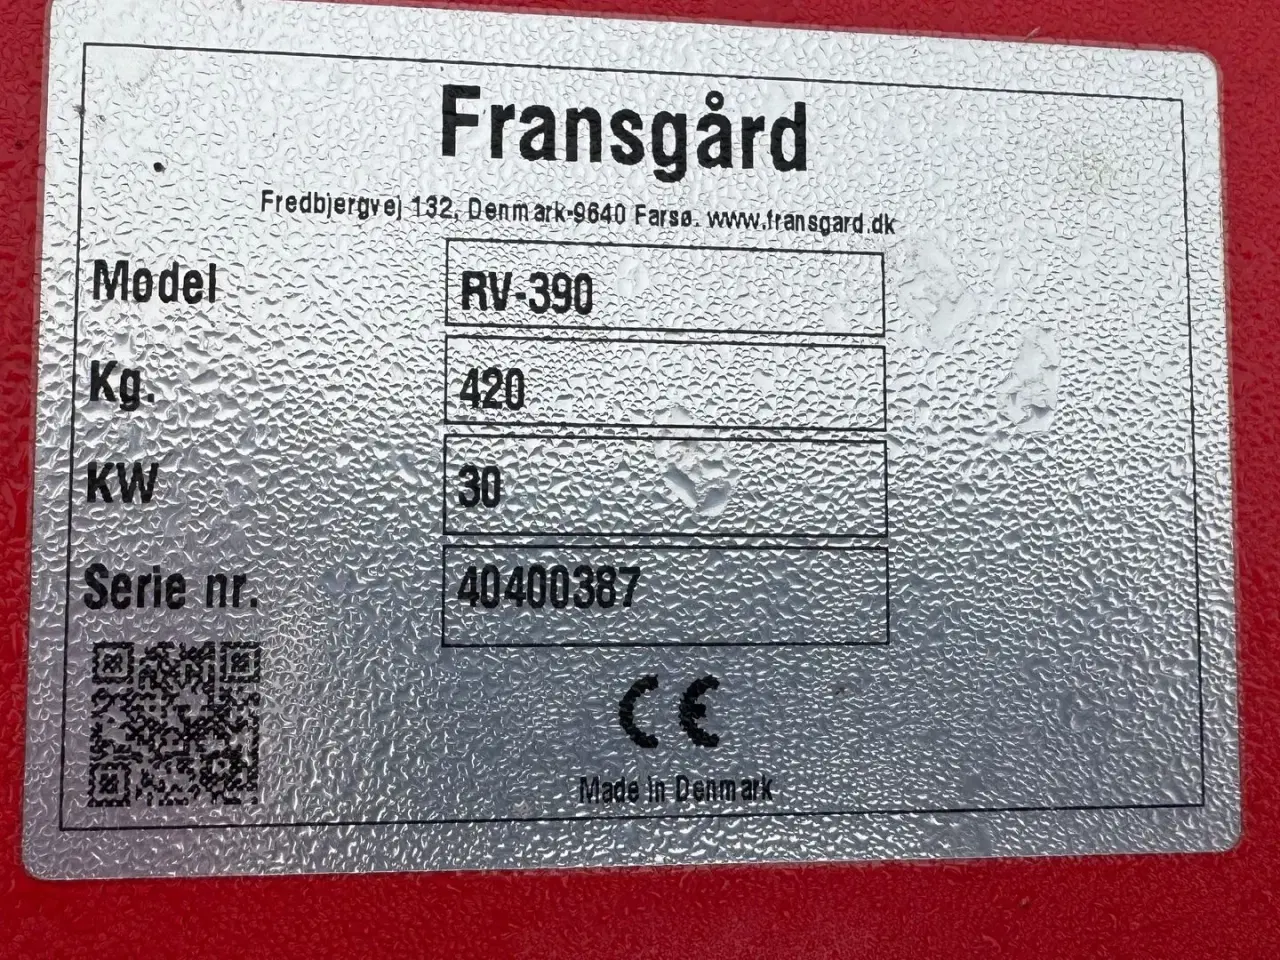 Fransgård
Fredbjergvej 132, Denmark-9640 Farsø. www.fransgard.dk
Model RV-390
Kg. 420
KW 30
Serie nr. 40400387
CE
Made in Denmark